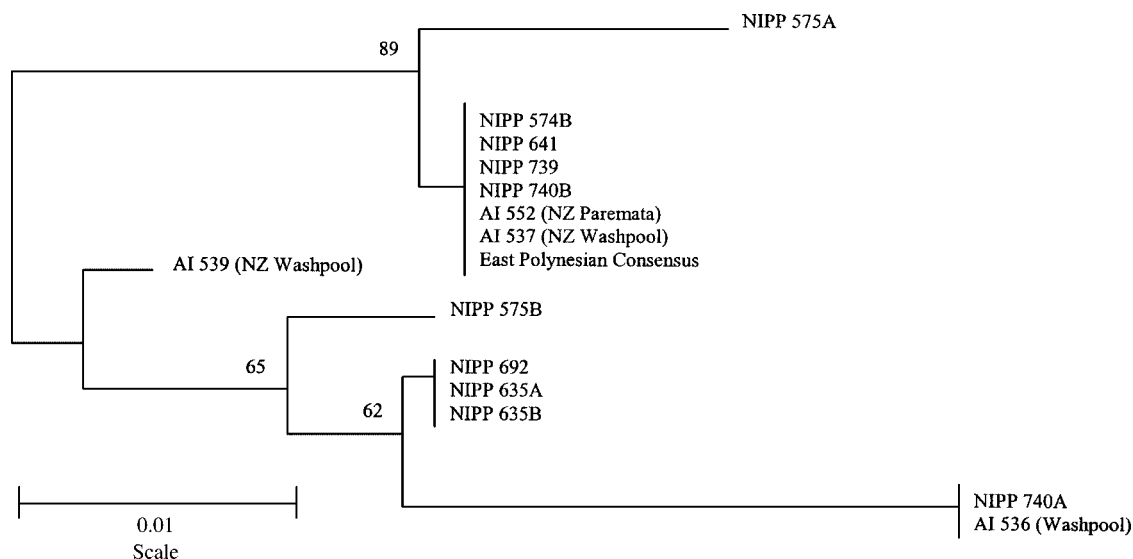 NIPP 575A
89
NIPP 574B
NIPP 641
NIPP 739
NIPP 740B
AI 552 (NZ Paremata)
AI 537 (NZ Washpool)
East Polynesian Consensus
AI 539 (NZ Washpool)
NIPP 575B
65
NIPP 692
NIPP 635A
62
NIPP 635B
NIPP 740A
AI 536 (Washpool)
0.01
Scale